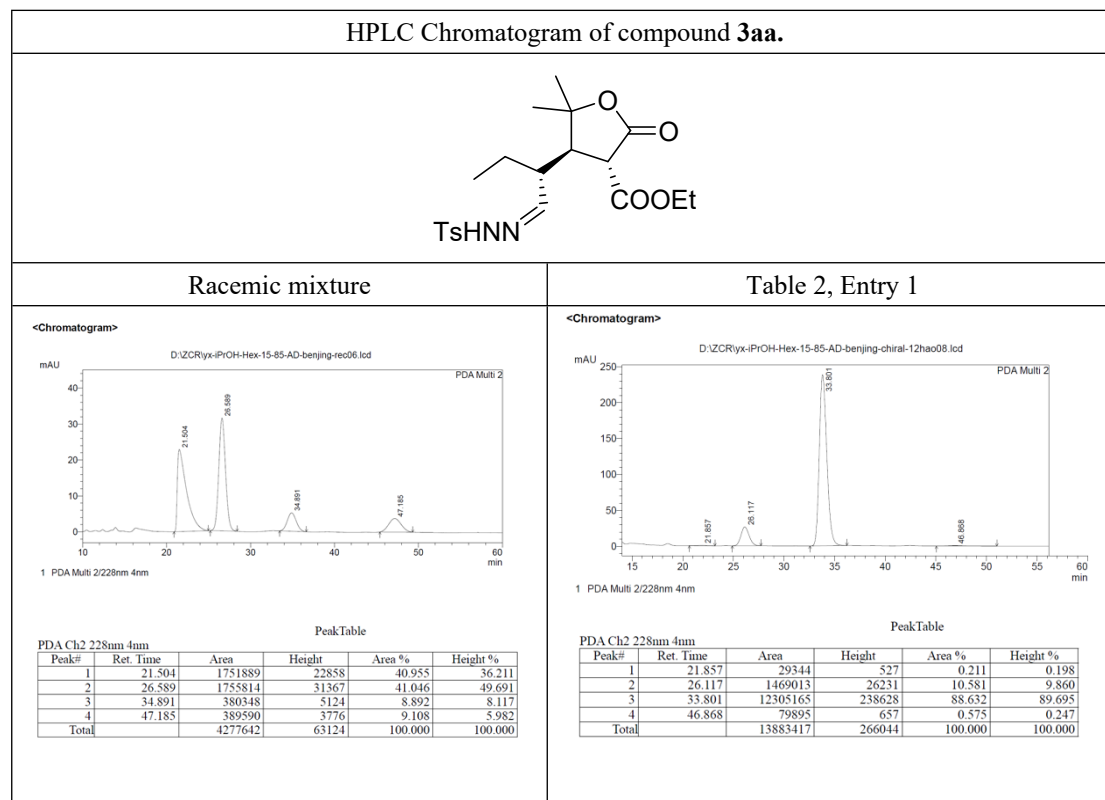 HPLC Chromatogram of compound 3aa.
O
O
COOEt
TsHNN
Racemic mixture
Table 2, Entry 1
<Chromatogram>
D:\ZCR\yx-iPrOH-Hex-15-85-AD-benjing-rec06.lcd
mAU
PDA Multi 2
40
30
20
10
0
21.504
26.589
34.891
47.185
10 20 30 40 50 60
min
1 PDA Multi 2/228nm 4nm
PeakTable
PDA Ch2 228nm 4nm
Peak# Ret. Time Area Height Area % Height %
1 21.504 1751889 22858 40.955 36.211
2 26.589 1755814 31367 41.046 49.691
3 34.891 380348 5124 8.892 8.117
4 47.185 389590 3776 9.108 5.982
Total 4277642 63124 100.000 100.000
<Chromatogram>
D:\ZCR\yx-iPrOH-Hex-15-85-AD-benjing-chiral-12hao08.lcd
mAU
PDA Multi 2
250
200
150
100
50
0
21.857
26.117
33.801
46.868
15 20 25 30 35 40 45 50 55 60
min
1 PDA Multi 2/228nm 4nm
PeakTable
PDA Ch2 228nm 4nm
Peak# Ret. Time Area Height Area % Height %
1 21.857 29344 527 0.211 0.198
2 26.117 1469013 26231 10.581 9.860
3 33.801 12305165 238628 88.632 89.695
4 46.868 79895 657 0.575 0.247
Total 13883417 266044 100.000 100.000